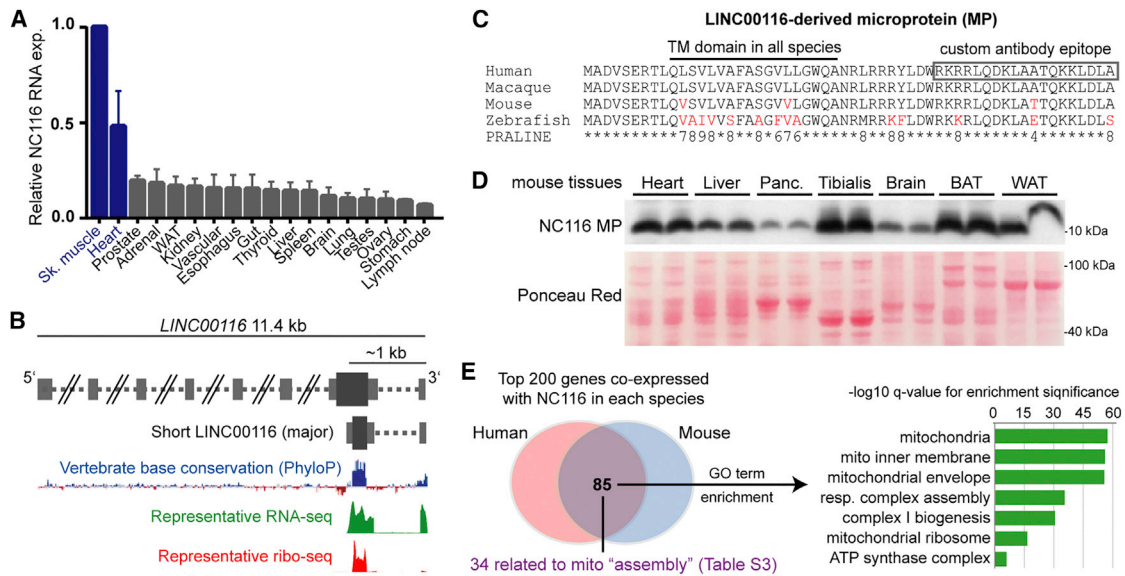 A
Relative NC116 RNA exp.
1.0
0.5
0.0
Sk. muscle
Heart
Prostate
Adrenal
WAT
Kidney
Vascular
Esophagus
Gut
Thyroid
Liver
Spleen
Brain
Lung
Testes
Ovary
Stomach
Lymph node
B
LINC00116 11.4 kb
~1 kb
5‘ 3‘
Short LINC00116 (major)
Vertebrate base conservation (PhyloP)
Representative RNA-seq
Representative ribo-seq
C
LINC00116-derived microprotein (MP)
TM domain in all species custom antibody epitope
Human MADVSERTLQLSVLVAFASGVLLGWQANRLRRRYLDWRKRRLQDKLAATQKKLDLA
Macaque MADVSERTLQLSVLVAFASGVLLGWQANRLRRRYLDWRKRRLQDKLAATQKKLDLA
Mouse MADVSERTLQVSVLVAFASGVVLGWQANRLRRRYLDWRKRRLQDKLATTQKKLDLA
Zebrafish MADVSERTLQVAIVVSFAAGFVAGWQANRMRRKFLDWRKKRLQDKLAETQKKLDLS
PRALINE **********7898*8**8*676*****8**88*****8*******4*******8
D
mouse tissues Heart Liver Panc. Tibialis Brain BAT WAT
NC116 MP
-10 kDa
-100 kDa
Ponceau Red
-40 kDa
E
Top 200 genes co-expressed
with NC116 in each species
Human Mouse
85
GO term
enrichment
34 related to mito “assembly” (Table S3)
-log10 q-value for enrichment significance
0 15 30 45 60
mitochondria
mito inner membrane
mitochondrial envelope
resp. complex assembly
complex I biogenesis
mitochondrial ribosome
ATP synthase complex